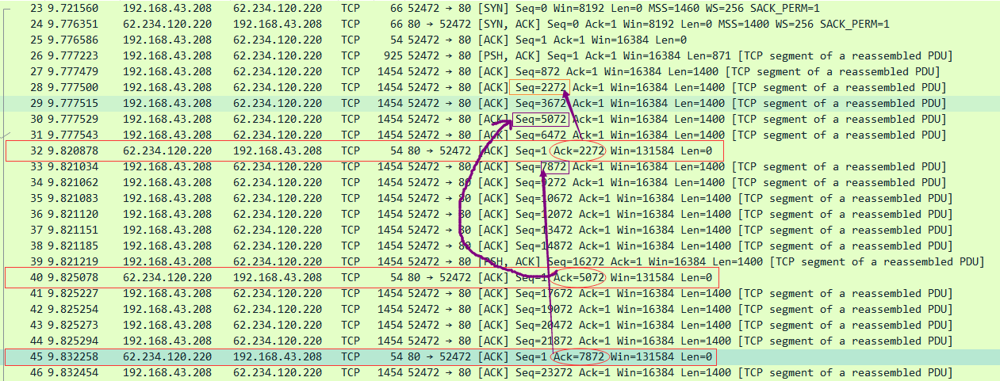 23 9.721560 192.168.43.208 62.234.120.220 TCP 66 52472 → 80 [SYN] Seq=0 Win=8192 Len=0 MSS=1460 WS=256 SACK_PERM=1
24 9.776351 62.234.120.220 192.168.43.208 TCP 66 80 → 52472 [SYN, ACK] Seq=0 Ack=1 Win=8192 Len=0 MSS=1400 WS=256 SACK_PERM=1
25 9.776586 192.168.43.208 62.234.120.220 TCP 54 52472 → 80 [ACK] Seq=1 Ack=1 Win=16384 Len=0
26 9.777223 192.168.43.208 62.234.120.220 TCP 925 52472 → 80 [PSH, ACK] Seq=1 Ack=1 Win=16384 Len=871 [TCP segment of a reassembled PDU]
27 9.777479 192.168.43.208 62.234.120.220 TCP 1454 52472 → 80 [ACK] Seq=872 Ack=1 Win=16384 Len=1400 [TCP segment of a reassembled PDU]
28 9.777500 192.168.43.208 62.234.120.220 TCP 1454 52472 → 80 [ACK] Seq=2272 Ack=1 Win=16384 Len=1400 [TCP segment of a reassembled PDU]
29 9.777515 192.168.43.208 62.234.120.220 TCP 1454 52472 → 80 [ACK] Seq=3672 Ack=1 Win=16384 Len=1400 [TCP segment of a reassembled PDU]
30 9.777529 192.168.43.208 62.234.120.220 TCP 1454 52472 → 80 [ACK] Seq=5072 Ack=1 Win=16384 Len=1400 [TCP segment of a reassembled PDU]
31 9.777543 192.168.43.208 62.234.120.220 TCP 1454 52472 → 80 [ACK] Seq=6472 Ack=1 Win=16384 Len=1400 [TCP segment of a reassembled PDU]
32 9.820878 62.234.120.220 192.168.43.208 TCP 54 80 → 52472 [ACK] Seq=1 Ack=2272 Win=131584 Len=0
33 9.821034 192.168.43.208 62.234.120.220 TCP 1454 52472 → 80 [ACK] Seq=7872 Ack=1 Win=16384 Len=1400 [TCP segment of a reassembled PDU]
34 9.821062 192.168.43.208 62.234.120.220 TCP 1454 52472 → 80 [ACK] Seq=9272 Ack=1 Win=16384 Len=1400 [TCP segment of a reassembled PDU]
35 9.821083 192.168.43.208 62.234.120.220 TCP 1454 52472 → 80 [ACK] Seq=10672 Ack=1 Win=16384 Len=1400 [TCP segment of a reassembled PDU]
36 9.821120 192.168.43.208 62.234.120.220 TCP 1454 52472 → 80 [ACK] Seq=12072 Ack=1 Win=16384 Len=1400 [TCP segment of a reassembled PDU]
37 9.821151 192.168.43.208 62.234.120.220 TCP 1454 52472 → 80 [ACK] Seq=13472 Ack=1 Win=16384 Len=1400 [TCP segment of a reassembled PDU]
38 9.821185 192.168.43.208 62.234.120.220 TCP 1454 52472 → 80 [ACK] Seq=14872 Ack=1 Win=16384 Len=1400 [TCP segment of a reassembled PDU]
39 9.821219 192.168.43.208 62.234.120.220 TCP 1454 52472 → 80 [PSH, ACK] Seq=16272 Ack=1 Win=16384 Len=1400 [TCP segment of a reassembled PDU]
40 9.825078 62.234.120.220 192.168.43.208 TCP 54 80 → 52472 [ACK] Seq=1 Ack=5072 Win=131584 Len=0
41 9.825227 192.168.43.208 62.234.120.220 TCP 1454 52472 → 80 [ACK] Seq=17672 Ack=1 Win=16384 Len=1400 [TCP segment of a reassembled PDU]
42 9.825254 192.168.43.208 62.234.120.220 TCP 1454 52472 → 80 [ACK] Seq=19072 Ack=1 Win=16384 Len=1400 [TCP segment of a reassembled PDU]
43 9.825273 192.168.43.208 62.234.120.220 TCP 1454 52472 → 80 [ACK] Seq=20472 Ack=1 Win=16384 Len=1400 [TCP segment of a reassembled PDU]
44 9.825294 192.168.43.208 62.234.120.220 TCP 1454 52472 → 80 [ACK] Seq=21872 Ack=1 Win=16384 Len=1400 [TCP segment of a reassembled PDU]
45 9.832258 62.234.120.220 192.168.43.208 TCP 54 80 → 52472 [ACK] Seq=1 Ack=7872 Win=131584 Len=0
46 9.832454 192.168.43.208 62.234.120.220 TCP 1454 52472 → 80 [ACK] Seq=23272 Ack=1 Win=16384 Len=1400 [TCP segment of a reassembled PDU]